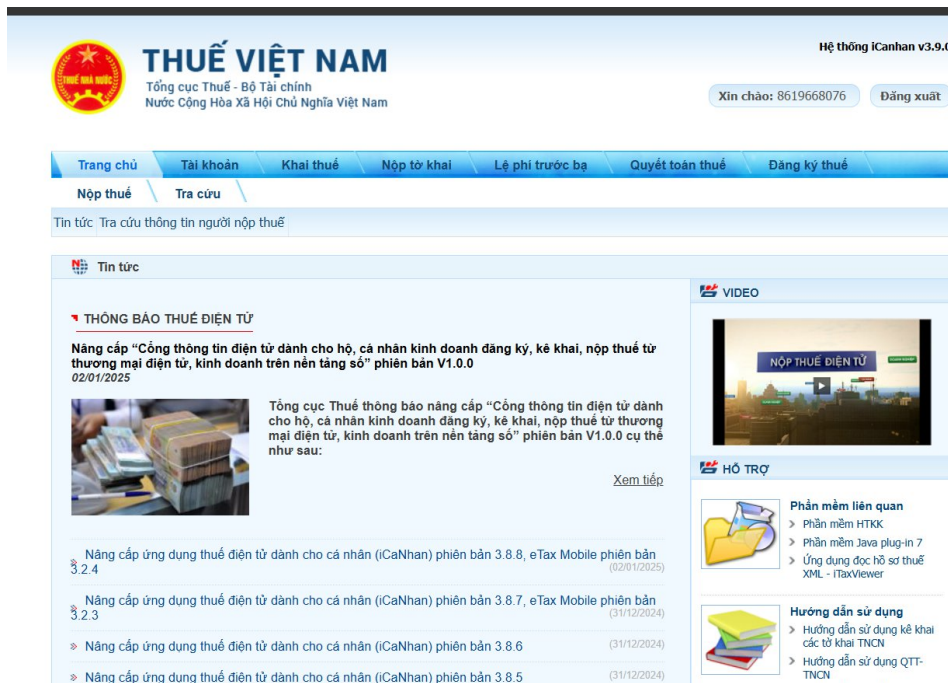 Hệ thống iCanhan v3.9.0
THUẾ NHÀ NƯỚC
THUẾ VIỆT NAM
Tổng cục Thuế - Bộ Tài chính
Nước Cộng Hòa Xã Hội Chủ Nghĩa Việt Nam
Xin chào: 8619668076
Đăng xuất
Trang chủ
Tài khoản
Khai thuế
Nộp tờ khai
Lệ phí trước bạ
Quyết toán thuế
Đăng ký thuế
Nộp thuế
Tra cứu
Tin tức
Tra cứu thông tin người nộp thuế
Tin tức
THÔNG BÁO THUẾ ĐIỆN TỬ
Nâng cấp “Cổng thông tin điện tử dành cho hộ, cá nhân kinh doanh đăng ký, kê khai, nộp thuế từ
thương mại điện tử, kinh doanh trên nền tảng số” phiên bản V1.0.0
02/01/2025
Tổng cục Thuế thông báo nâng cấp “Cổng thông tin điện tử dành
cho hộ, cá nhân kinh doanh đăng ký, kê khai, nộp thuế từ thương
mại điện tử, kinh doanh trên nền tảng số” phiên bản V1.0.0 cụ thể
như sau:
Xem tiếp
Nâng cấp ứng dụng thuế điện tử dành cho cá nhân (iCaNhan) phiên bản 3.8.8, eTax Mobile phiên bản
3.2.4
(02/01/2025)
Nâng cấp ứng dụng thuế điện tử dành cho cá nhân (iCaNhan) phiên bản 3.8.7, eTax Mobile phiên bản
3.2.3
(31/12/2024)
Nâng cấp ứng dụng thuế điện tử dành cho cá nhân (iCaNhan) phiên bản 3.8.6
(31/12/2024)
Nâng cấp ứng dụng thuế điện tử dành cho cá nhân (iCaNhan) phiên bản 3.8.5
(31/12/2024)
VIDEO
NỘP THUẾ ĐIỆN TỬ
HỖ TRỢ
Phần mềm liên quan
Phần mềm HTKK
Phần mềm Java plug-in 7
Ứng dụng đọc hồ sơ thuế
XML - iTaxViewer
Hướng dẫn sử dụng
Hướng dẫn sử dụng kê khai
các tờ khai TNCN
Hướng dẫn sử dụng QTT-
TNCN